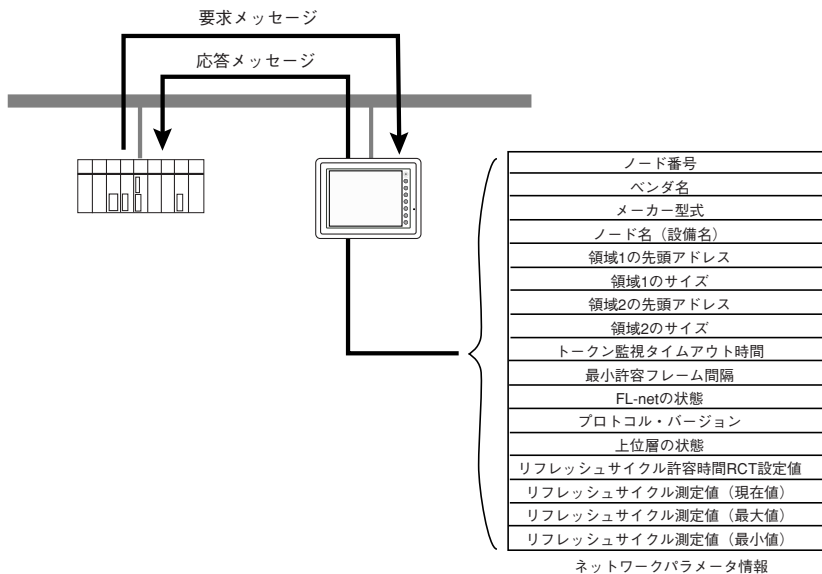 要求メッセージ
応答メッセージ
ノード番号
ベンダ名
メーカー型式
ノード名（設備名）
領域1の先頭アドレス
領域1のサイズ
領域2の先頭アドレス
領域2のサイズ
トークン監視タイムアウト時間
最小許容フレーム間隔
FL-netの状態
プロトコル・バージョン
上位層の状態
リフレッシュサイクル許容時間RCT設定値
リフレッシュサイクル測定値（現在値）
リフレッシュサイクル測定値（最大値）
リフレッシュサイクル測定値（最小値）
ネットワークパラメータ情報